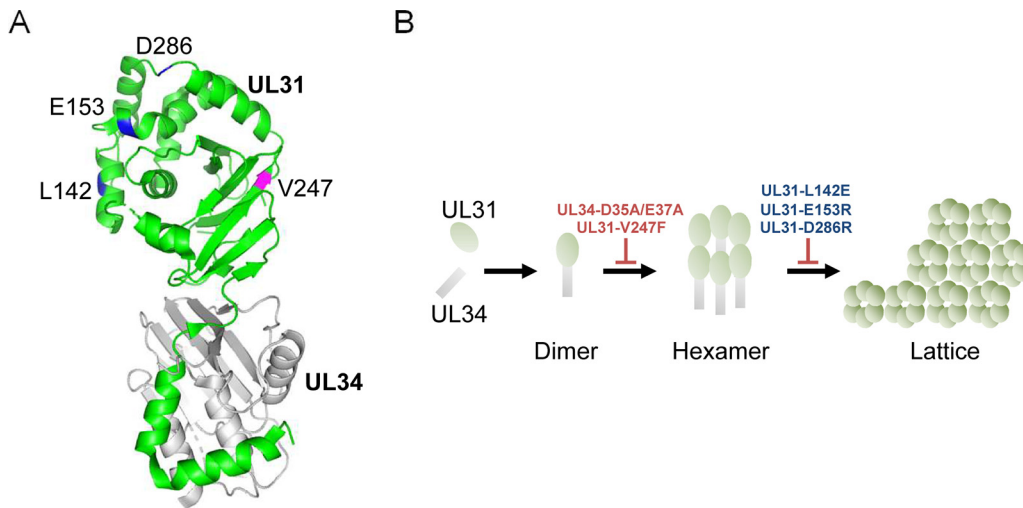 A
D286
UL31
E153
L142
V247
UL34
B
UL31
UL34
UL34-D35A/E37A
UL31-V247F
UL31-L142E
UL31-E153R
UL31-D286R
Dimer
Hexamer
Lattice